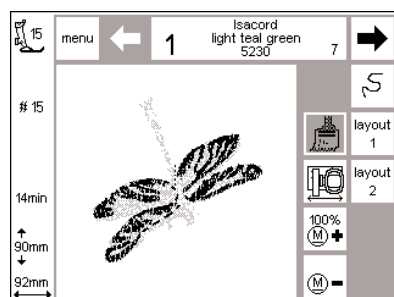 15
menu
1
Isacord
light teal green
5230
7
# 15
layout
1
layout
2
14min
100%
M +
90mm
92mm
M -